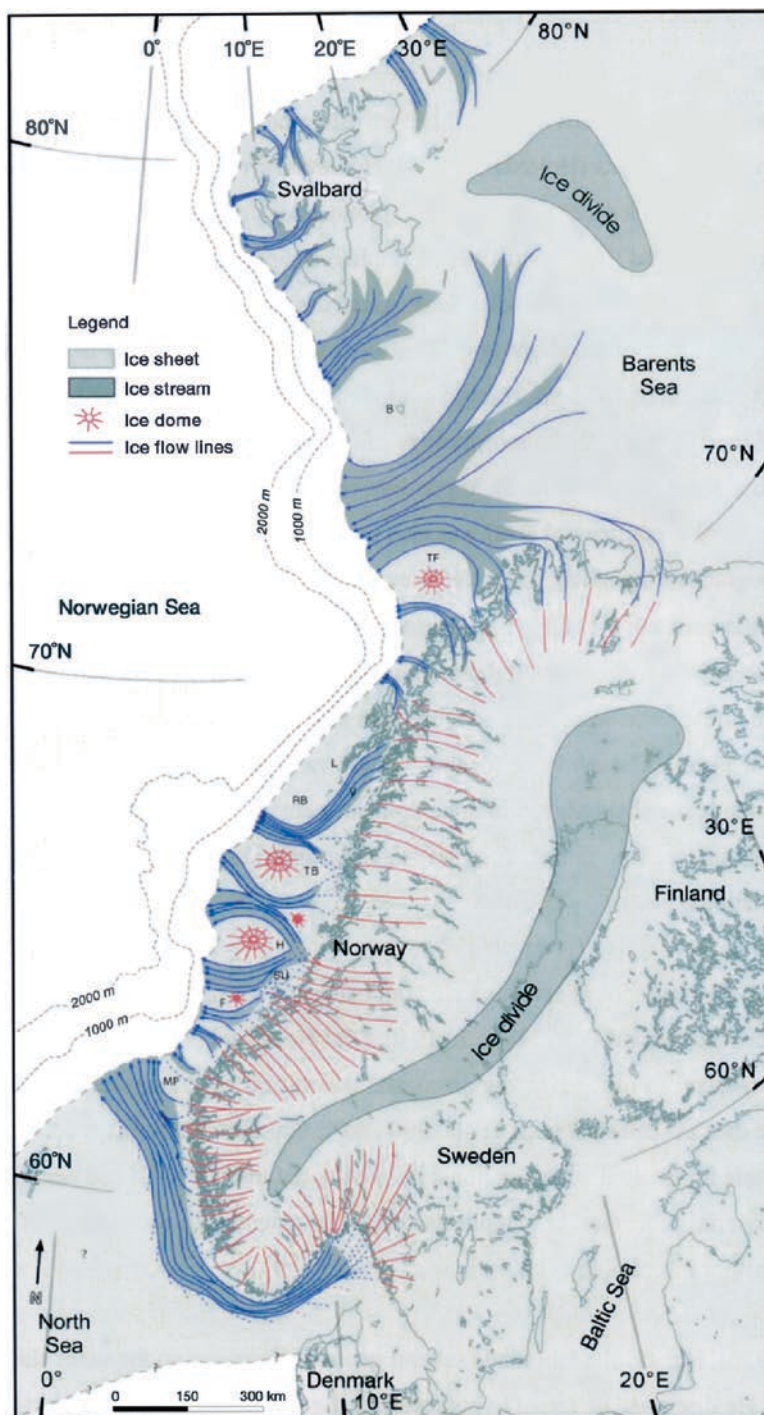 0°
10°E
20°E
30°E
80°N
80°N
Svalbard
Ice divide
Legend
Ice sheet
Ice stream
Ice dome
Ice flow lines
Barents
Sea
B
70°N
2000 m
1000 m
TF
Norwegian Sea
70°N
L
V
RB
TB
30°E
Finland
H
Norway
SU
F
2000 m
1000 m
Ice divide
MP
60°N
60°N
Sweden
?
?
N
North
Sea
Baltic Sea
?
?
?
0°
0
150
300 km
Denmark
10°E
20°E